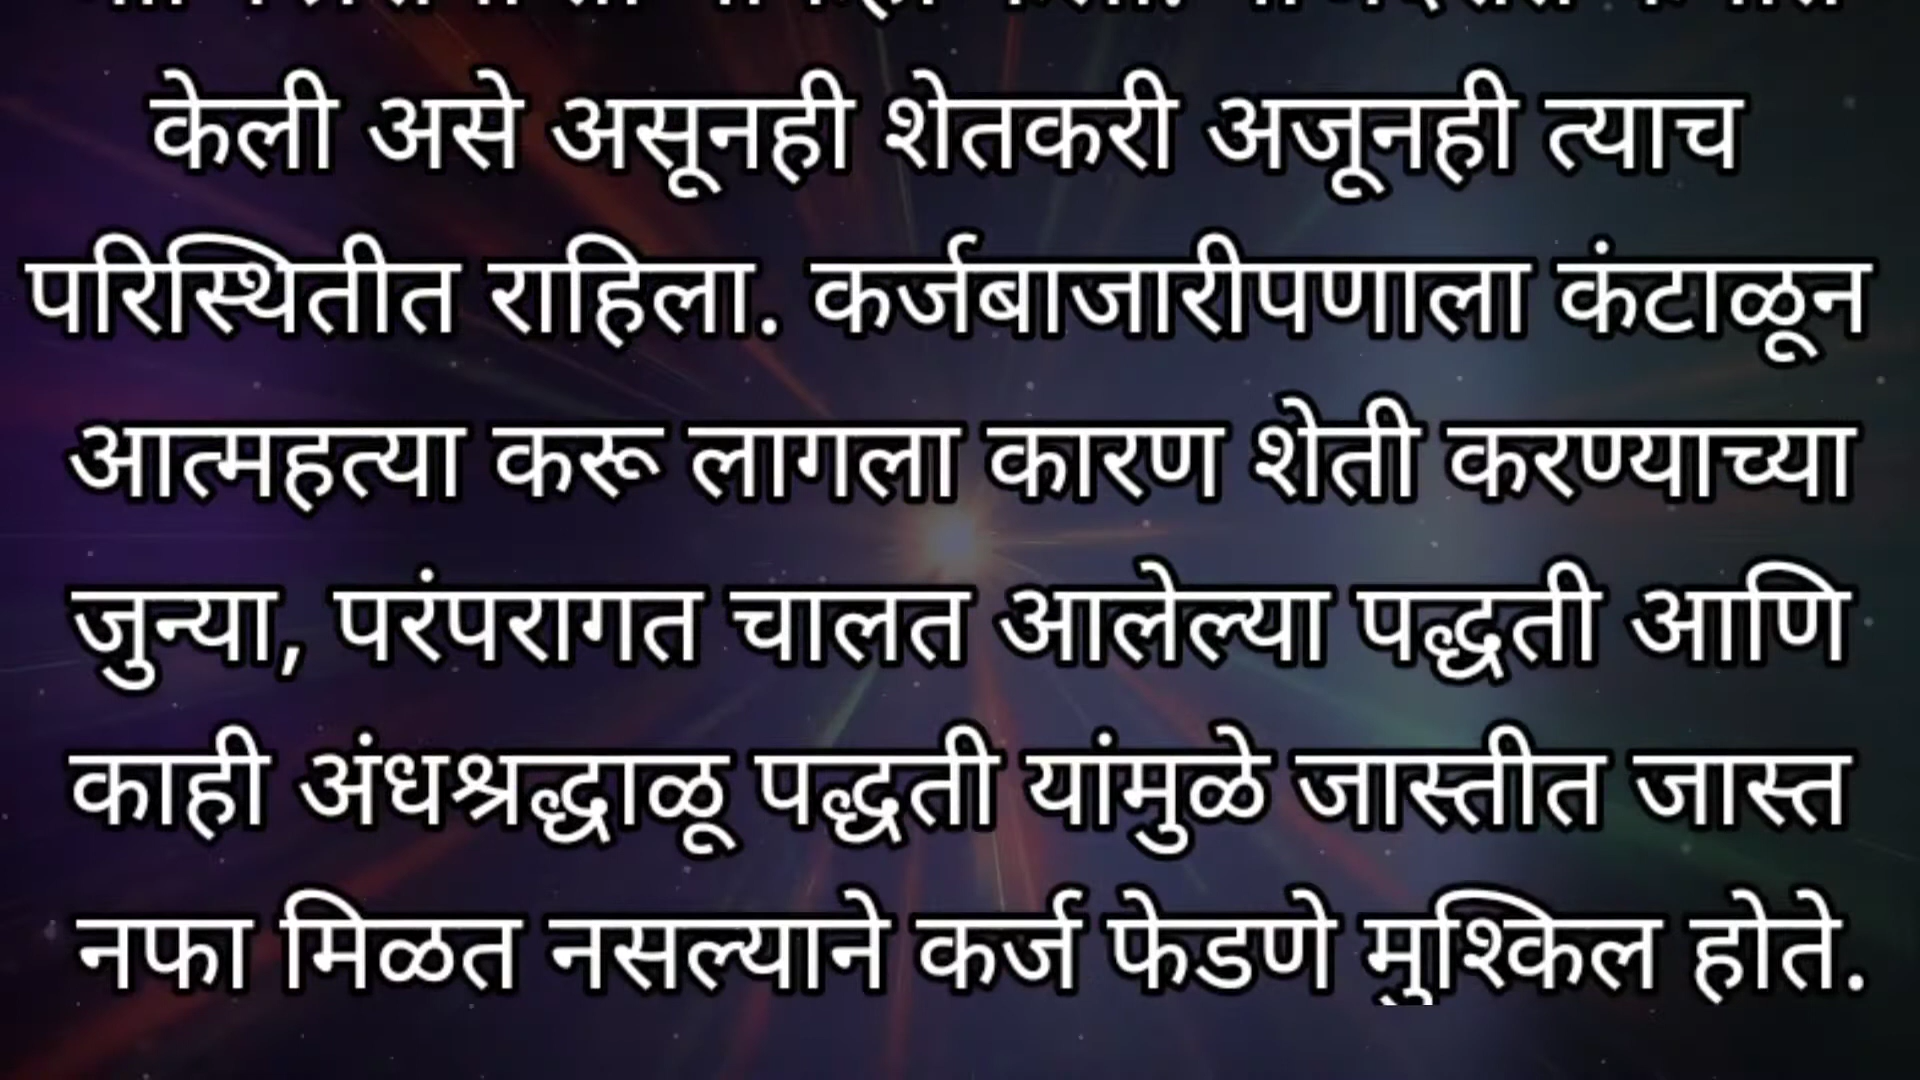 केली असे असूनही शेतकरी अजूनही त्याच
परिस्थितीत राहिला. कर्जबाजारीपणाला कंटाळून
आत्महत्या करू लागला कारण शेती करण्याच्या
जुन्या, परंपरागत चालत आलेल्या पद्धती आणि
काही अंधश्रद्धाळू पद्धती यांमुळे जास्तीत जास्त
नफा मिळत नसल्याने कर्ज फेडणे मुश्किल होते.